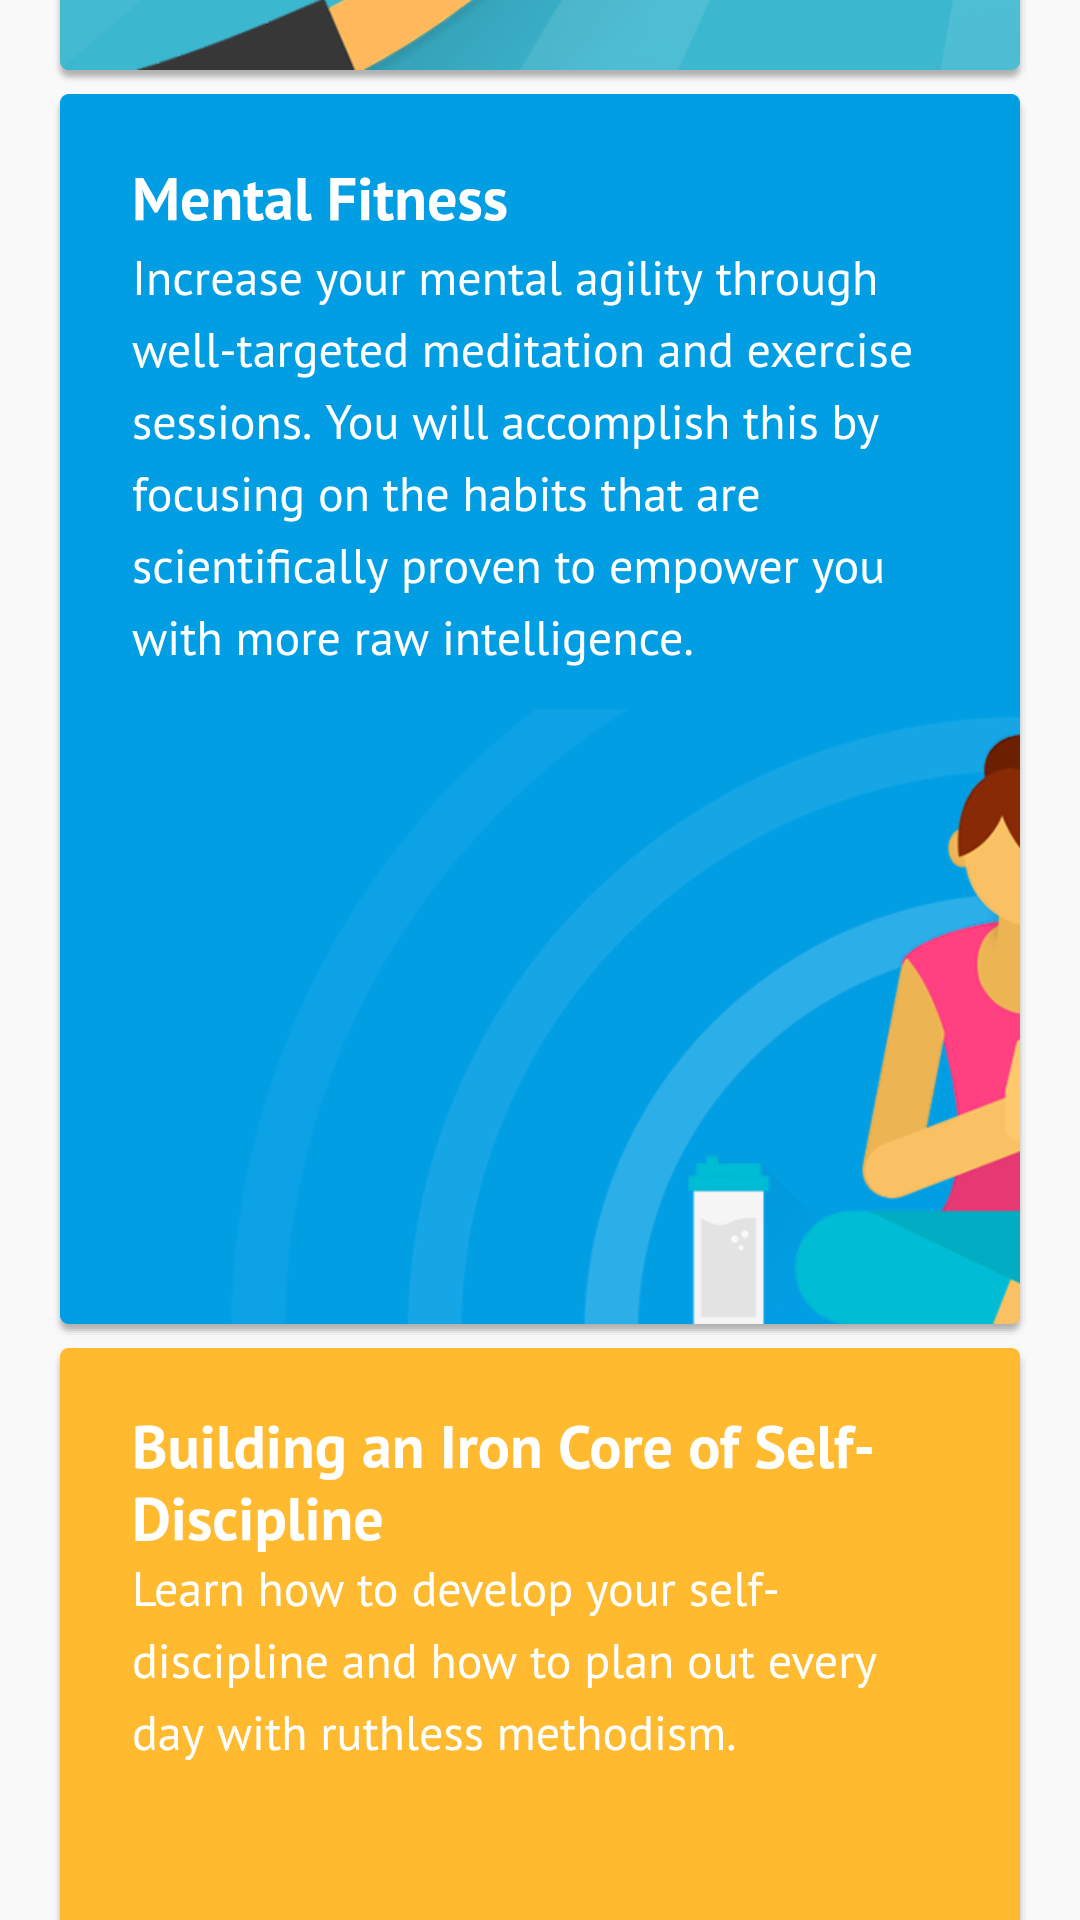 Mental Fitness
Increase your mental agility through
well-targeted meditation and exercise
sessions. You will accomplish this by
focusing on the habits that are
scientifically proven to empower you
with more raw intelligence.
Building an Iron Core of Self-
Discipline
Learn how to develop your self-
discipline and how to plan out every
day with ruthless methodism.